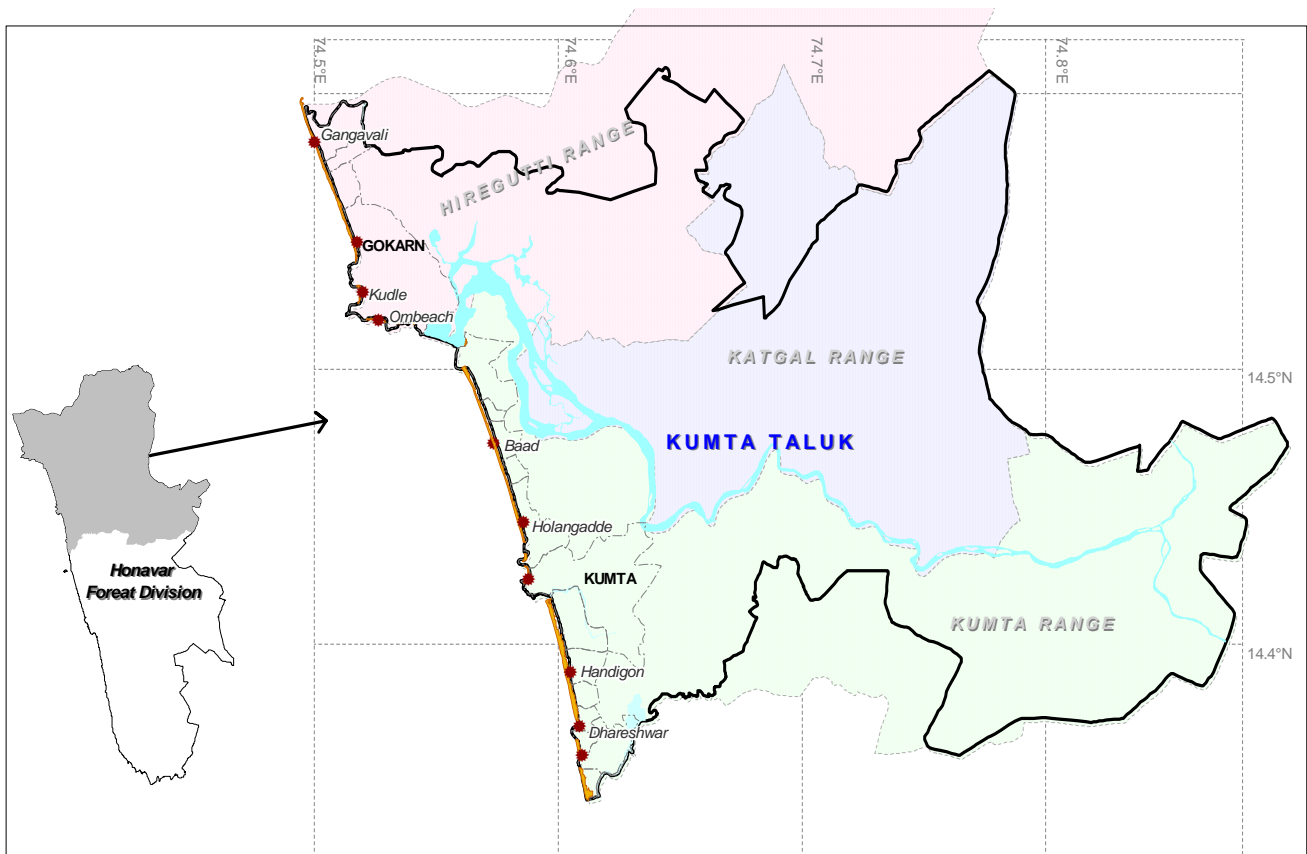 74.5°E
74.6°E
74.7°E
74.8°E
Gangavali
HIREGUTTI RANGE
GOKARN
Kudle
Ombeach
KATGAL RANGE
14.5°N
KUMTA TALUK
Baad
Holangadde
Honavar
Foreat Division
KUMTA
KUMTA RANGE
14.4°N
Handigon
Dhareshwar